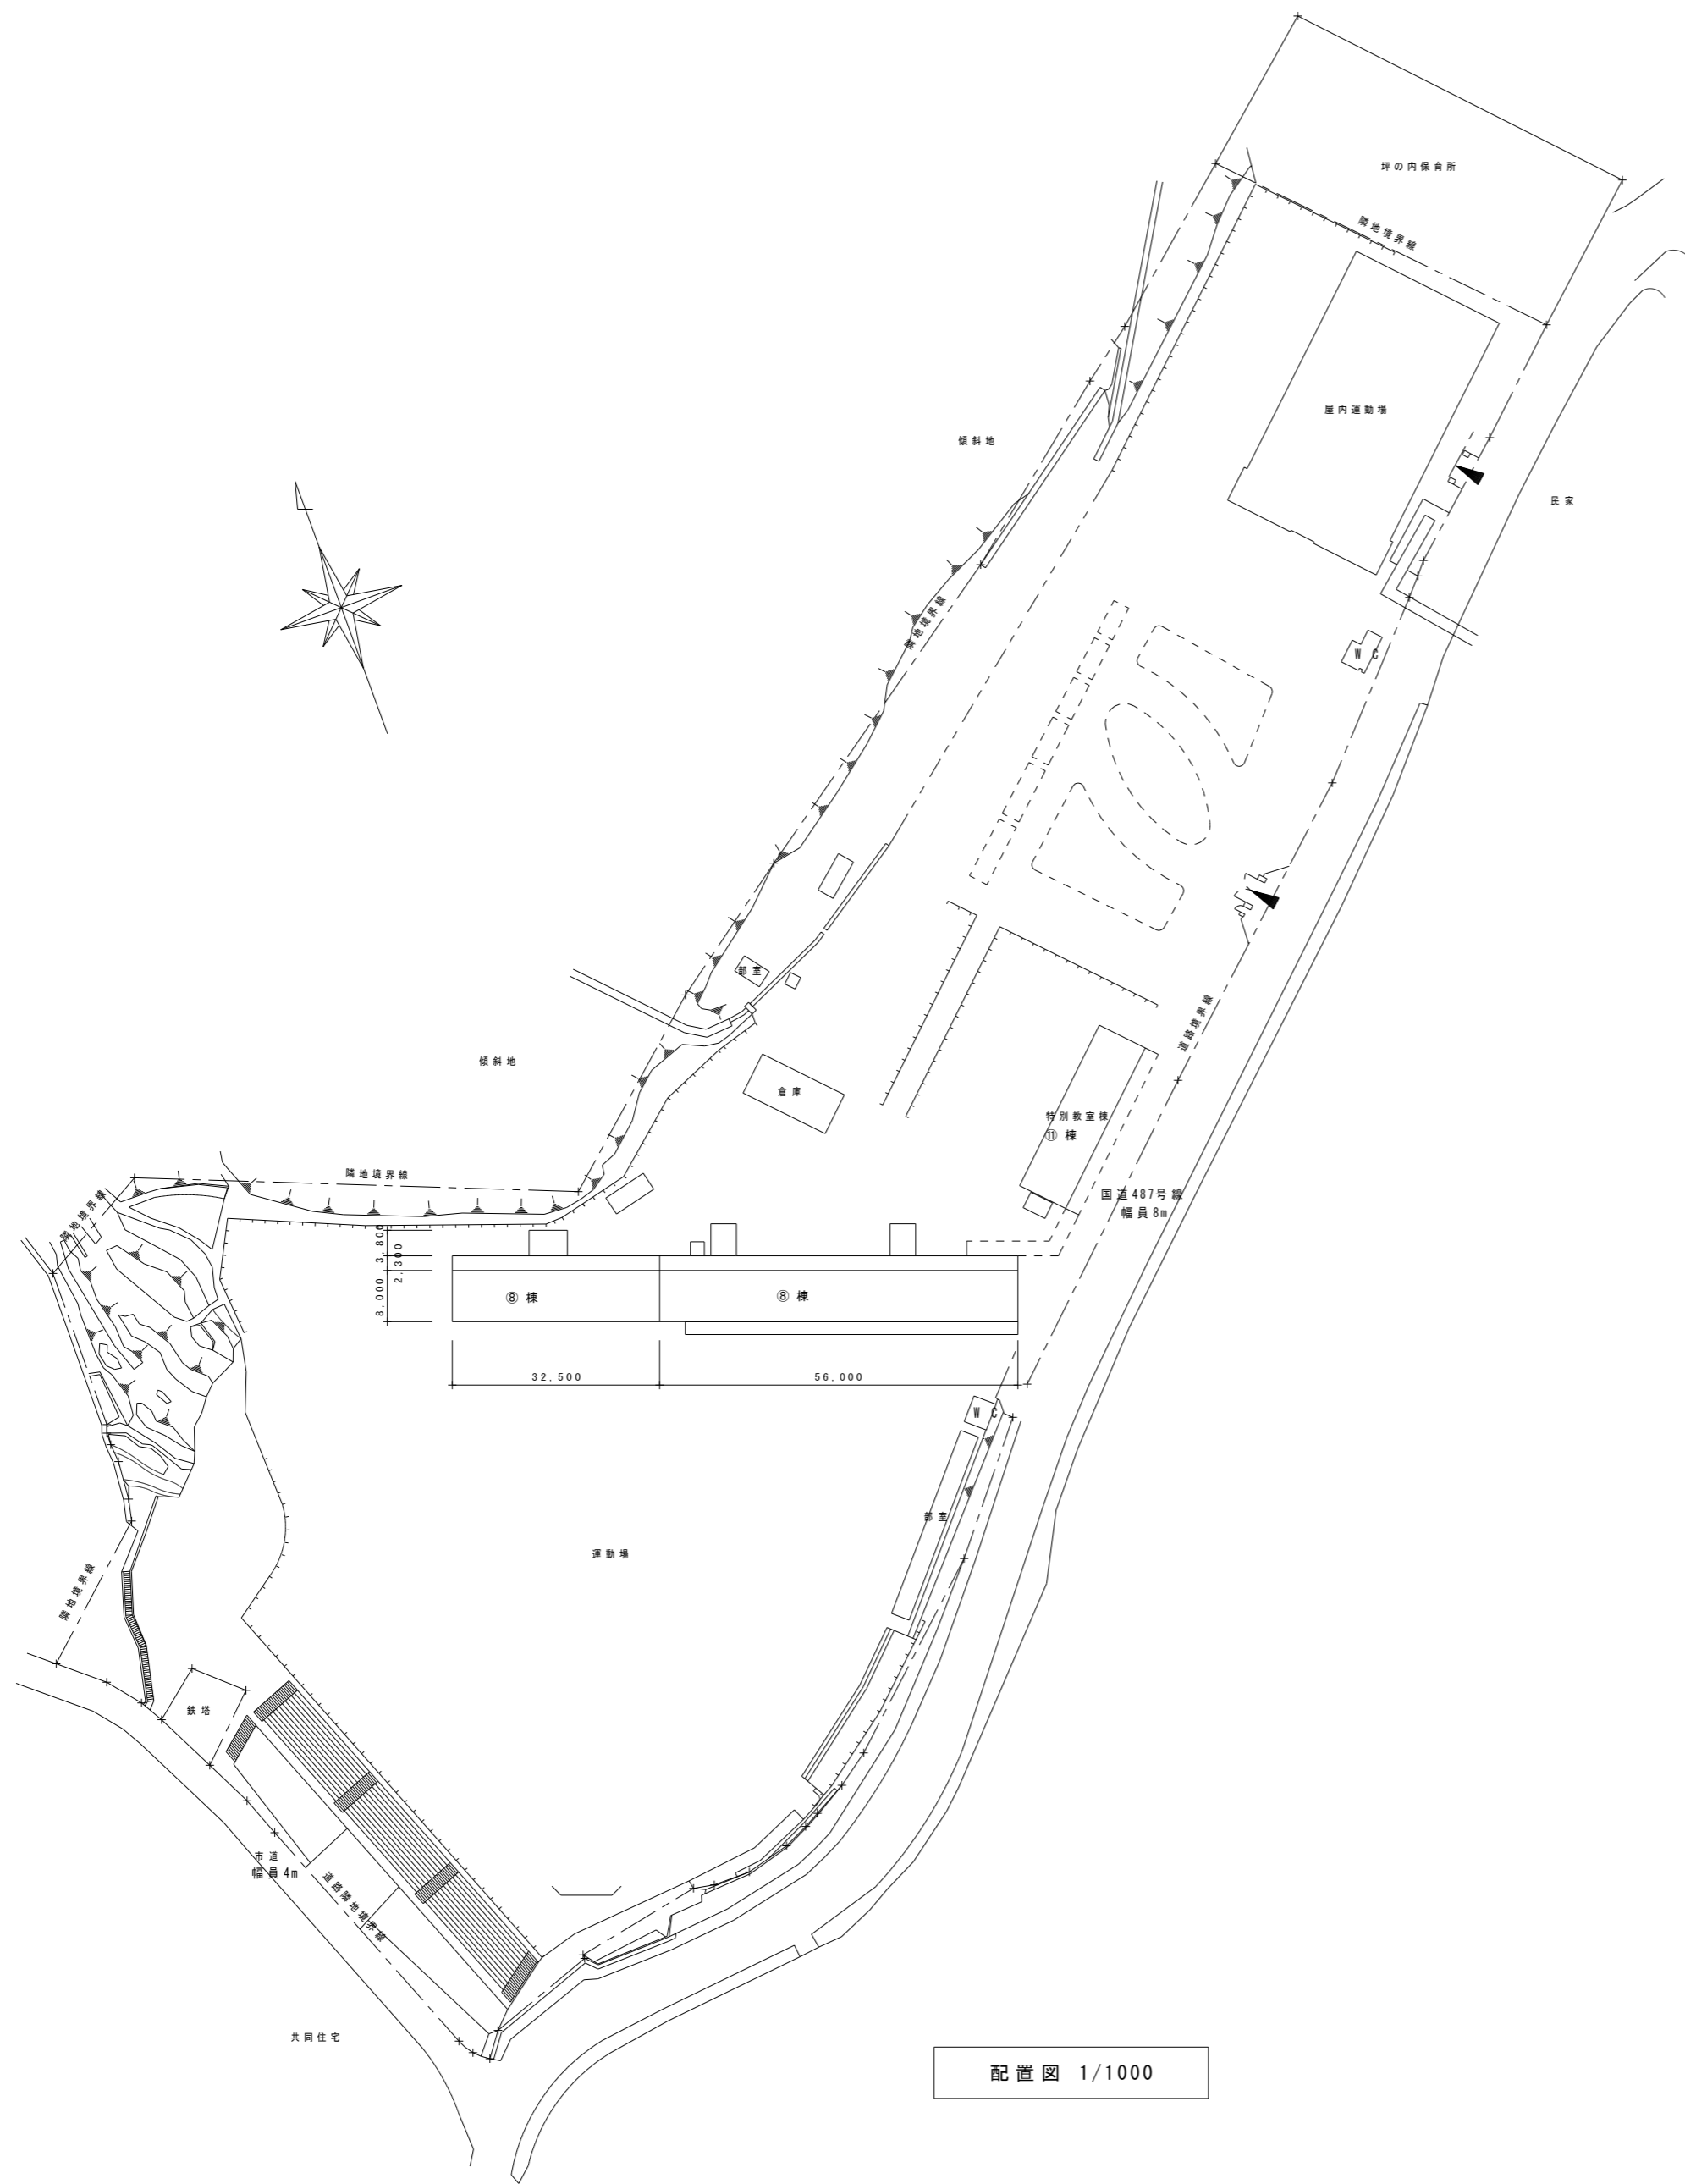 坪の内保育所
隣地境界線
屋内運動場
傾斜地
民家
隣地境界線
WC
部室
道路境界線
傾斜地
倉庫
特別教室棟
⑪棟
隣地境界線
隣地境界線
国道487号線
幅員8m
3,800
2,300
8,000
⑧棟
⑧棟
32,500
56,000
WC
部室
運動場
隣地境界線
鉄塔
市道
幅員4m
道路隣地境界線
共同住宅
配置図 1/1000